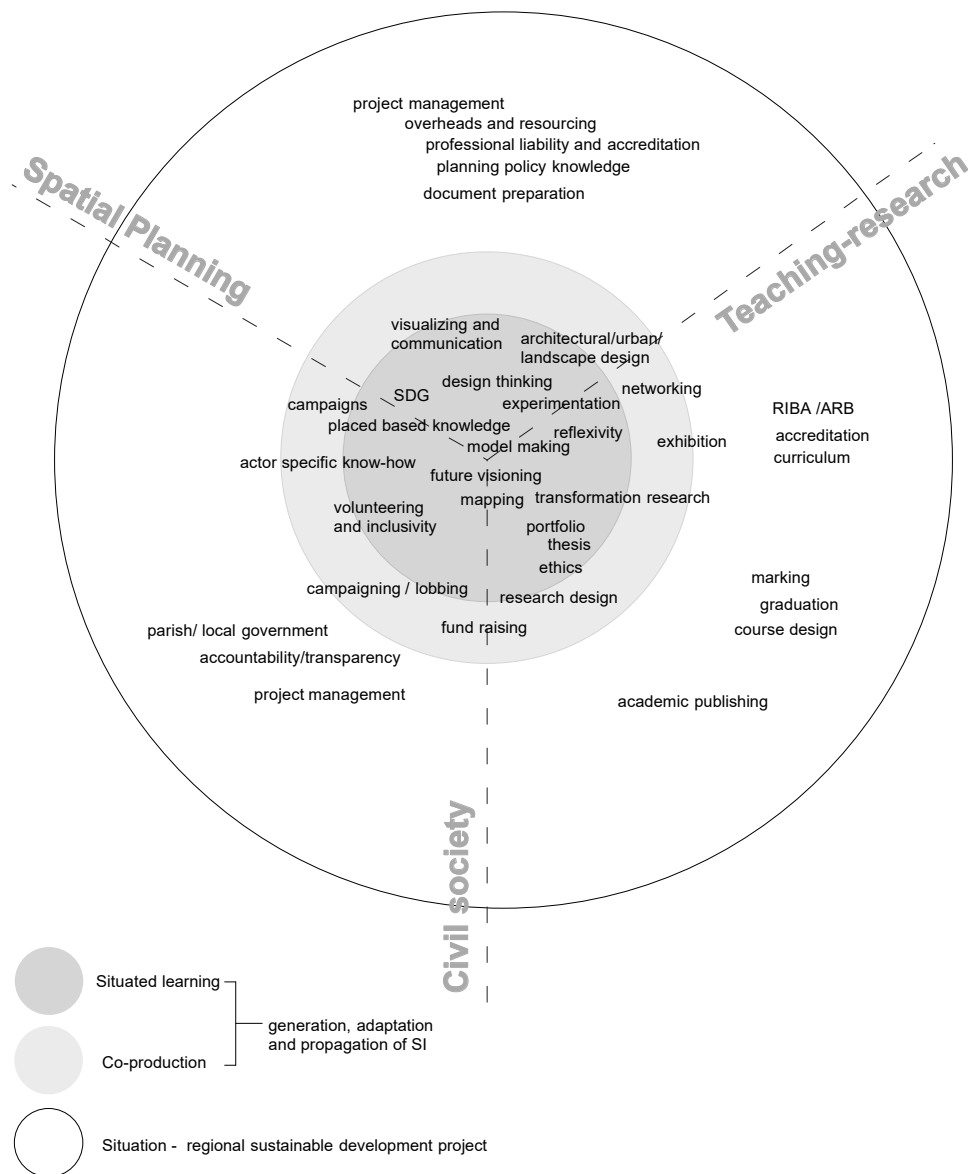 project management
overheads and resourcing
professional liability and accreditation
planning policy knowledge
document preparation
Spatial Planning
Teaching-research
visualizing and
communication
architectural/urban/
landscape design
design thinking
SDG
networking
campaigns
experimentation
RIBA /ARB
placed based knowledge
reflexivity
accreditation
model making
exhibition
curriculum
actor specific know-how
future visioning
mapping
transformation research
volunteering
and inclusivity
portfolio
thesis
ethics
marking
campaigning / lobbing
research design
graduation
parish/ local government
fund raising
course design
accountability/transparency
project management
academic publishing
Civil society
Situated learning
generation, adaptation
and propagation of SI
Co-production
Situation - regional sustainable development project